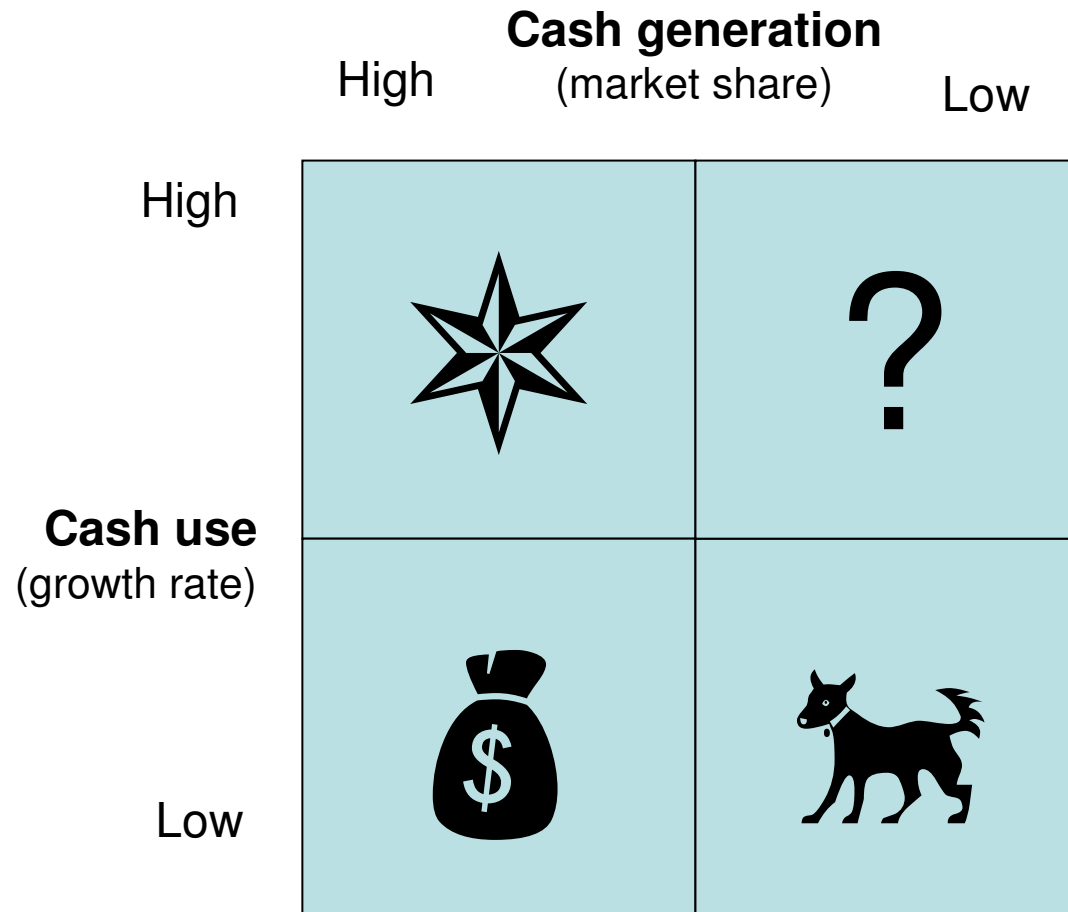 Cash generation
High (market share) Low
High
?
Cash use
(growth rate)
$
Low